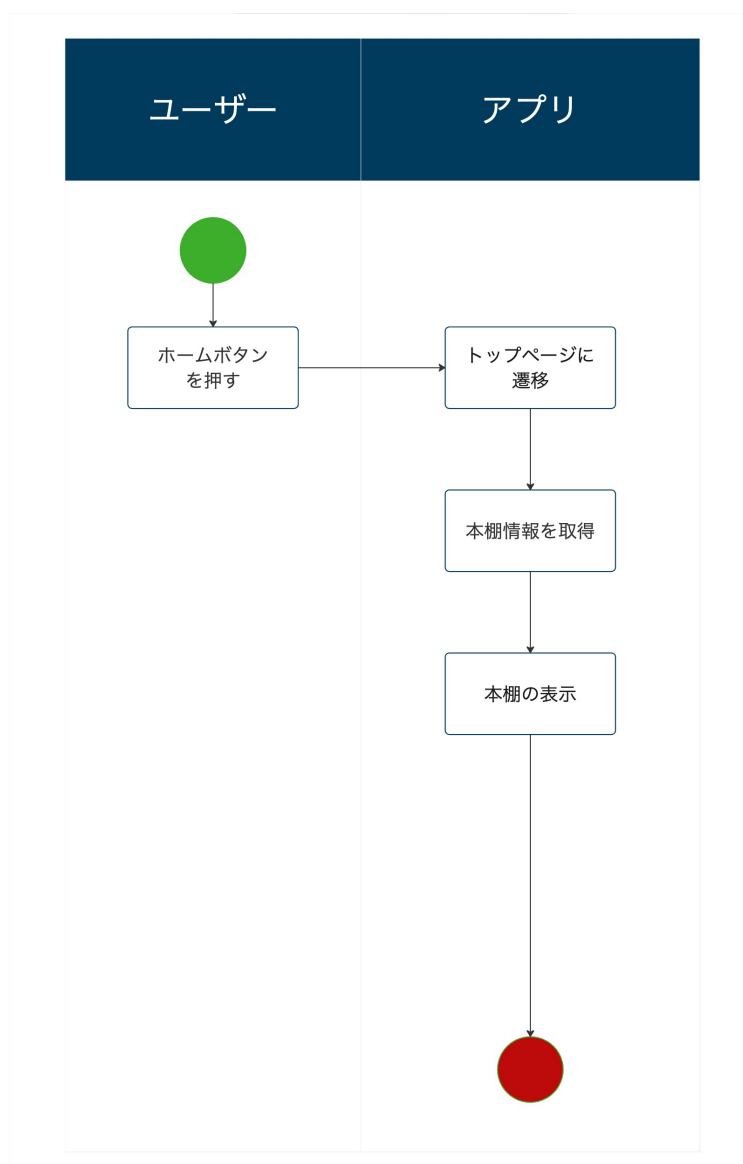 ユーザー
アプリ
ホームボタン
を押す
トップページに
遷移
本棚情報を取得
本棚の表示